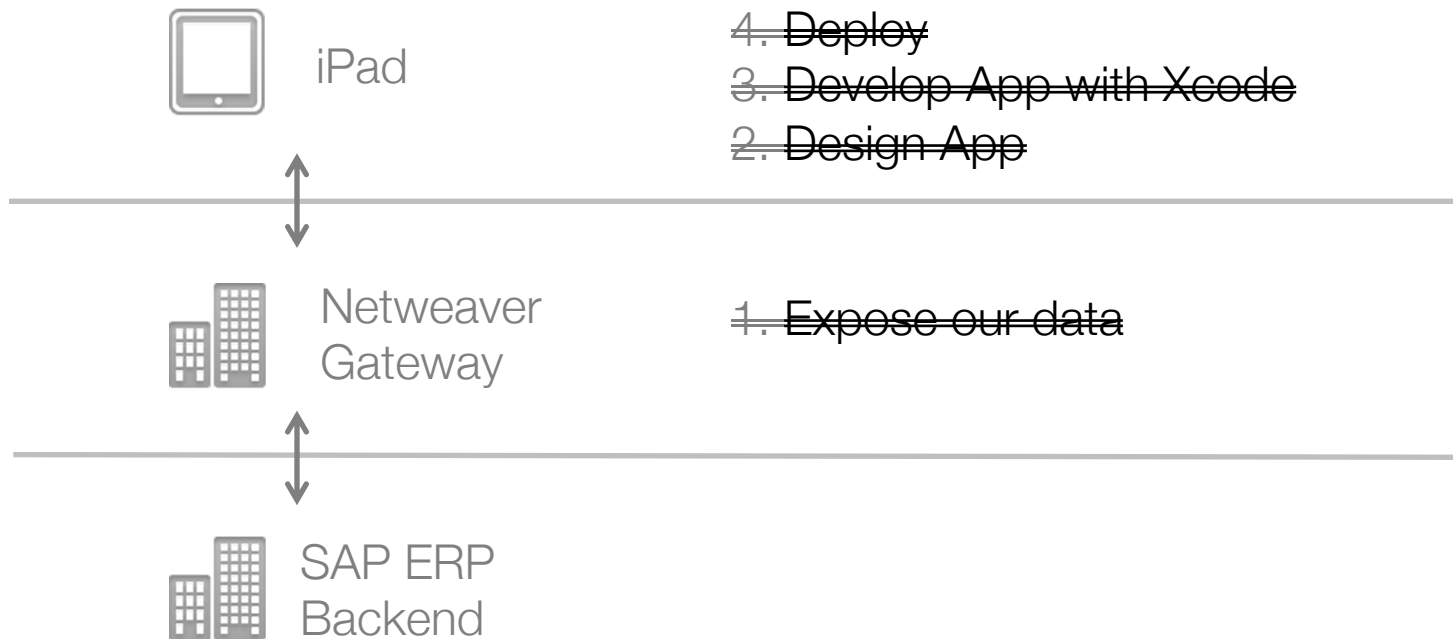 iPad
4. Deploy
3. Develop App with Xcode
2. Design App
Netweaver
Gateway
1. Expose our data
SAP ERP
Backend